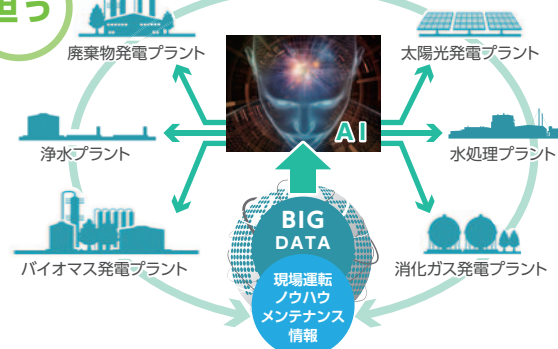 担う
廃棄物発電プラント
太陽光発電プラント
AI
浄水プラント
水処理プラント
BIG
DATA
バイオマス発電プラント
消化ガス発電プラント
現場運転
ノウハウ
メンテナンス
情報